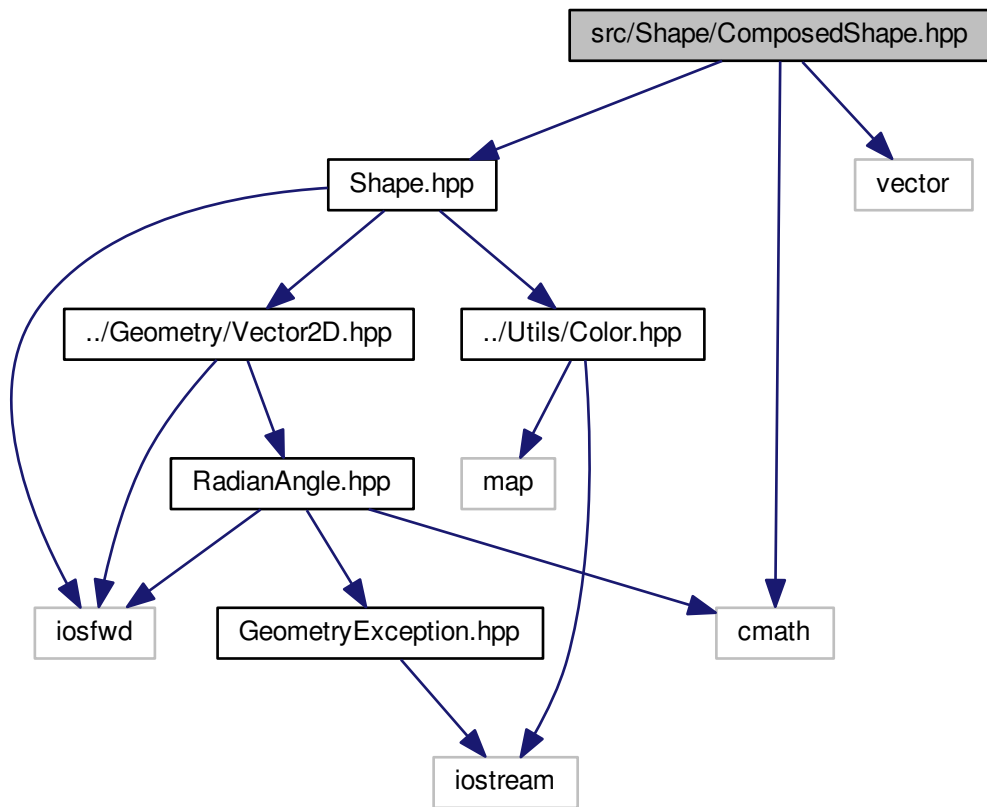 src/Shape/ComposedShape.hpp
Shape.hpp
vector
../Geometry/Vector2D.hpp
../Utils/Color.hpp
RadianAngle.hpp
map
iosfwd
GeometryException.hpp
cmath
iostream